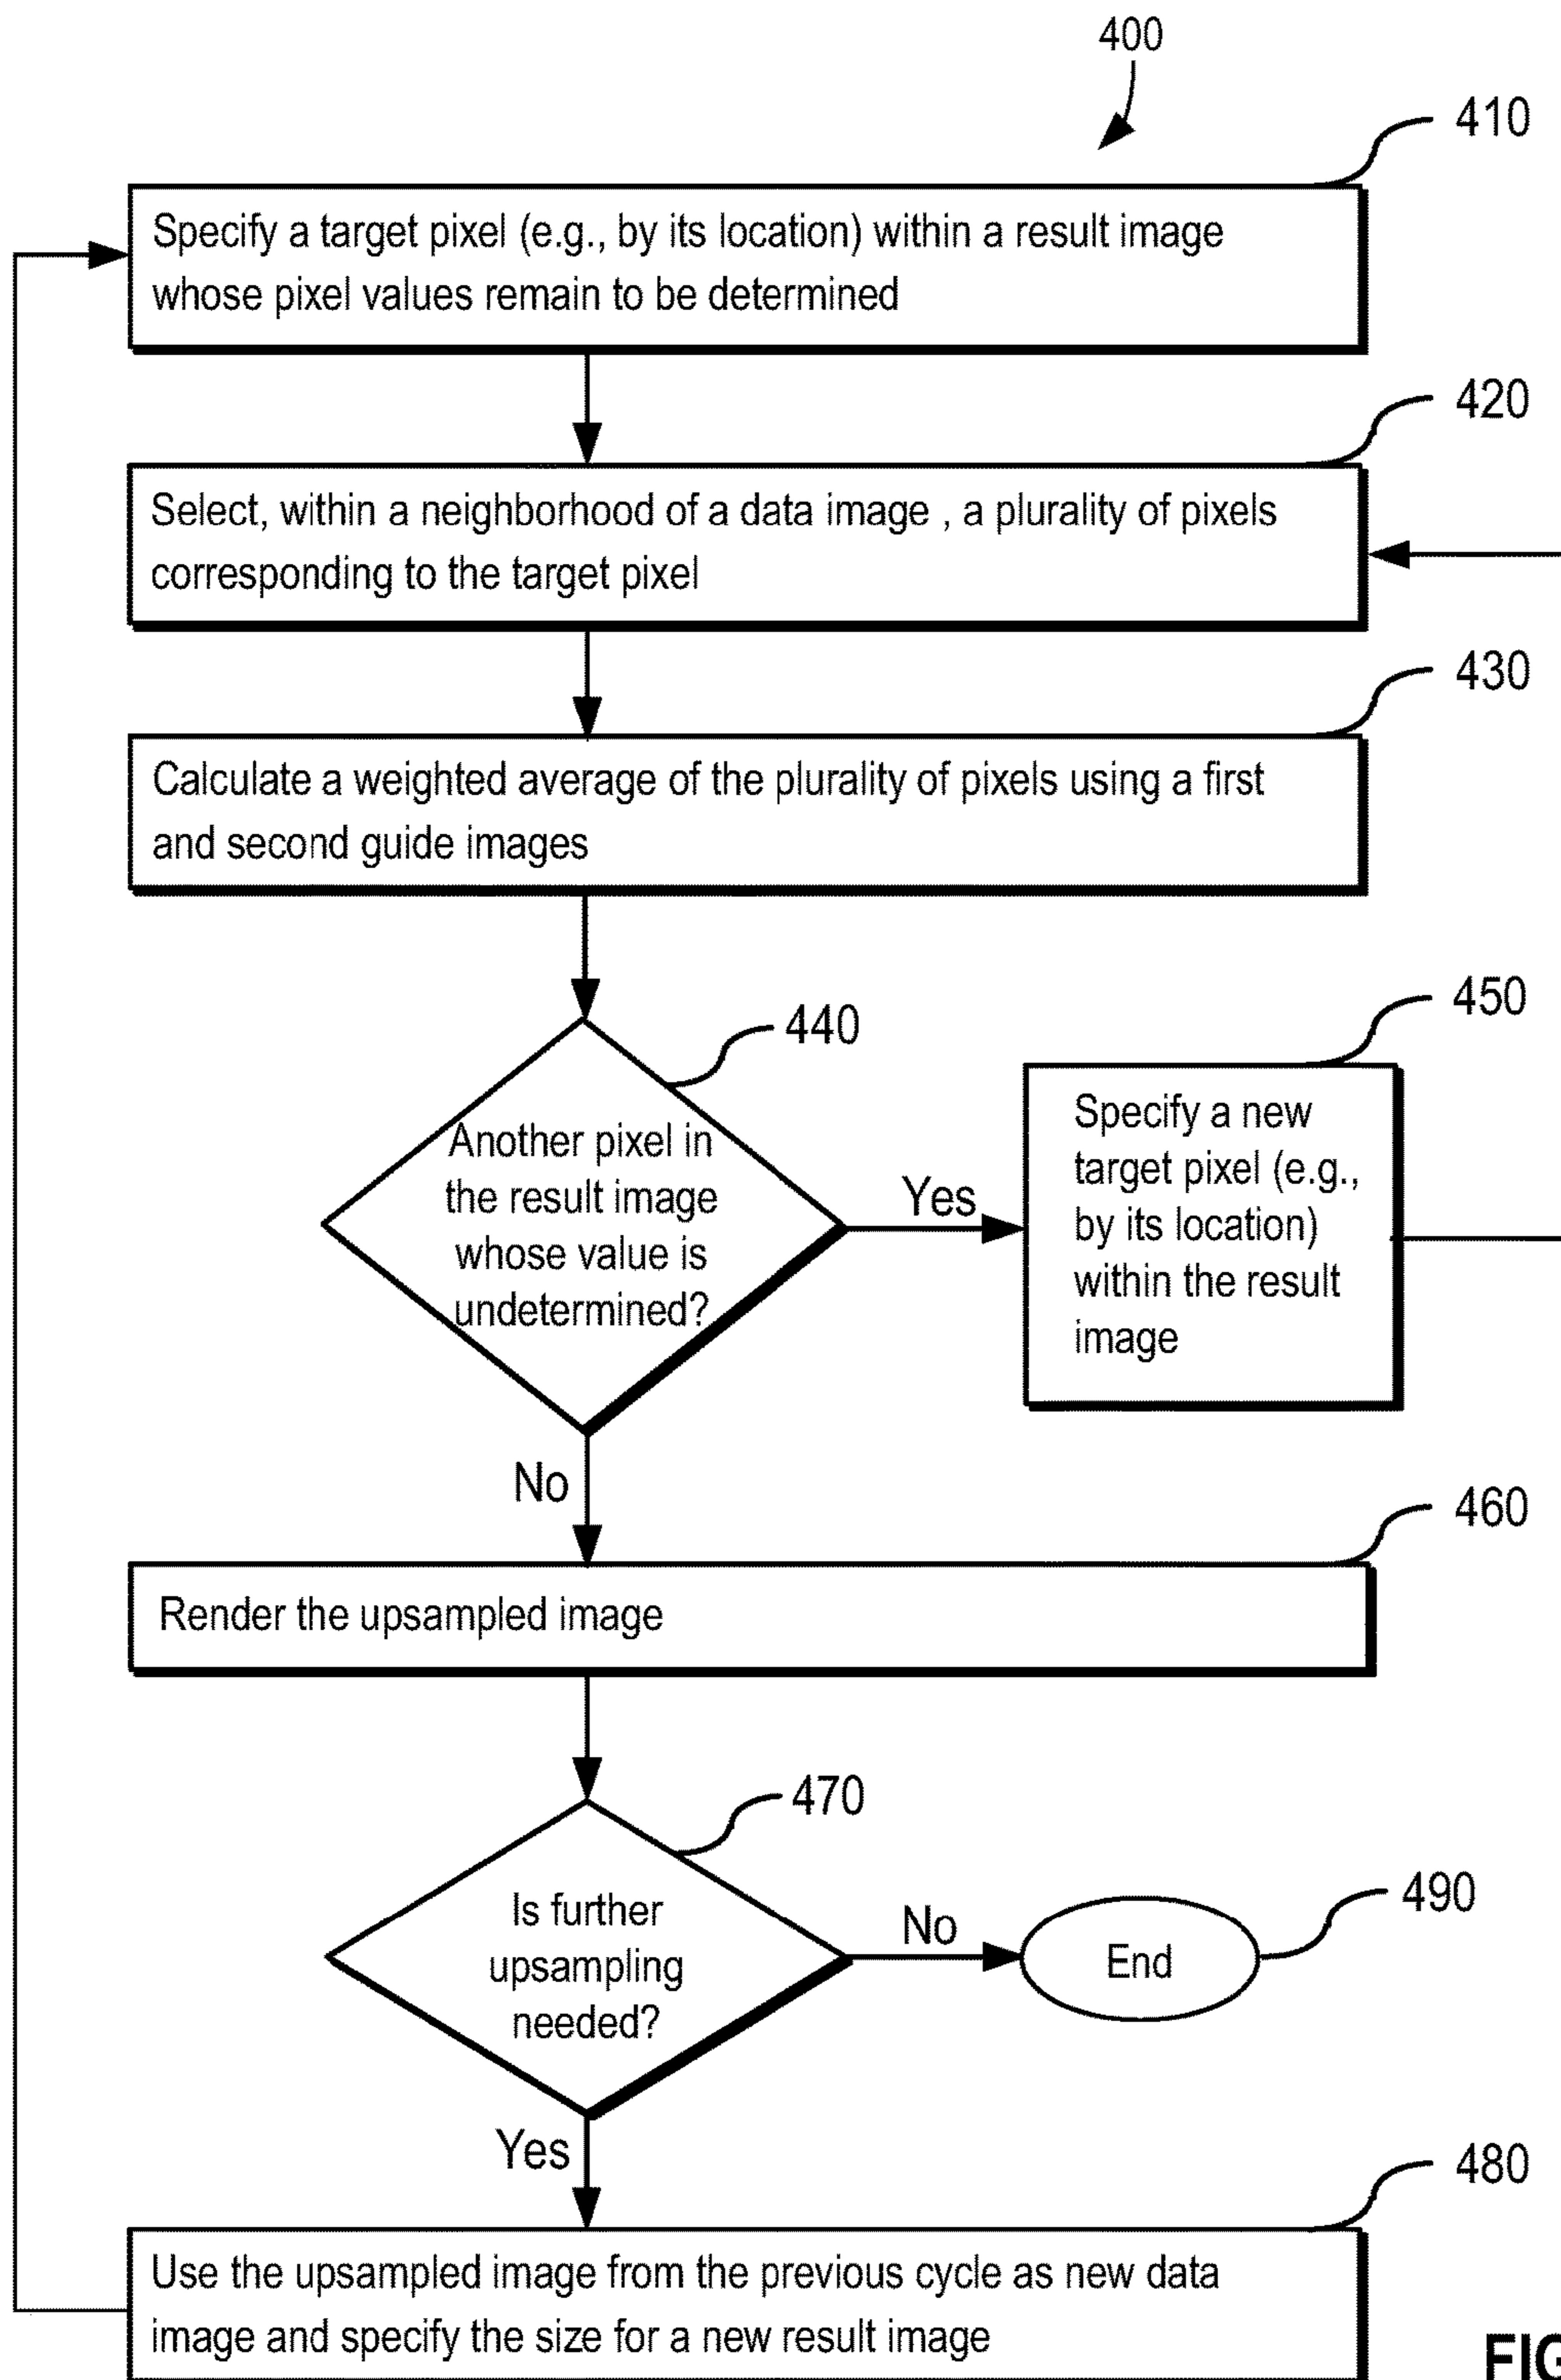 400
410
Specify a target pixel (e.g., by its location) within a result image
whose pixel values remain to be determined
420
Select, within a neighborhood of a data image , a plurality of pixels
corresponding to the target pixel
430
Calculate a weighted average of the plurality of pixels using a first
and second guide images
440
Another pixel in
the result image
whose value is
undetermined?
Yes
450
Specify a new
target pixel (e.g.,
by its location)
within the result
image
No
460
Render the upsampled image
470
Is further
upsampling
needed?
No
490
End
Yes
480
Use the upsampled image from the previous cycle as new data
image and specify the size for a new result image
FIG